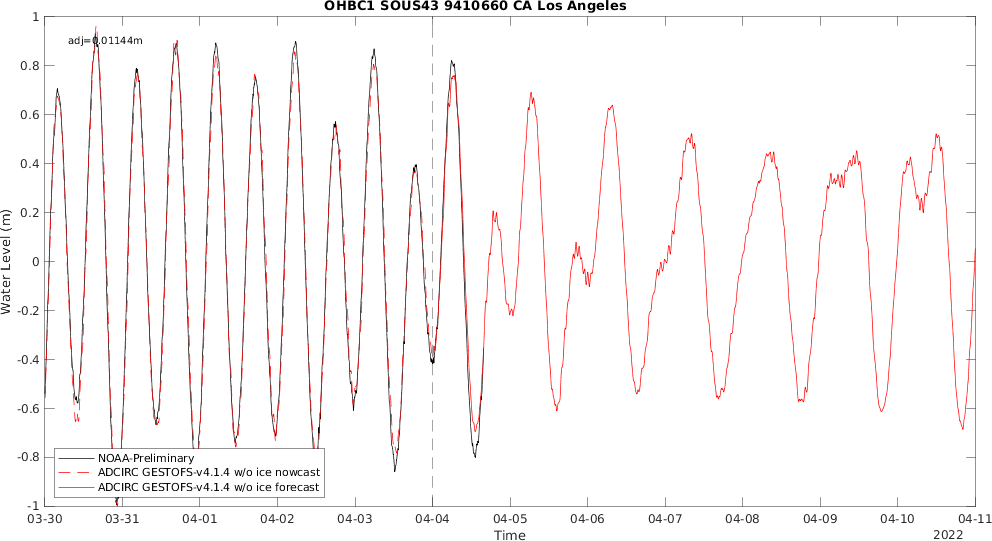 OHBC1 SOUS43 9410660 CA Los Angeles
adj=0.01144m
1
0.8
0.6
0.4
0.2
0
-0.2
-0.4
-0.6
-0.8
-1
Water Level (m)
NOAA-Preliminary
ADCIRC GESTOFS-v4.1.4 w/o ice nowcast
ADCIRC GESTOFS-v4.1.4 w/o ice forecast
03-30 03-31 04-01 04-02 04-03 04-04 04-05 04-06 04-07 04-08 04-09 04-10 04-11
Time
2022